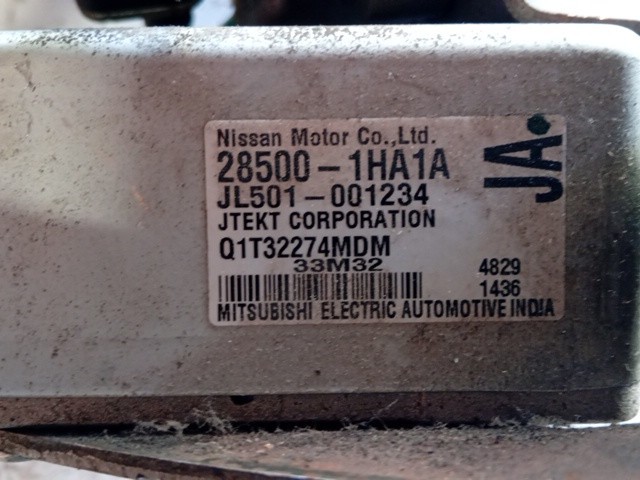 Nissan Motor Co.,Ltd.
28500-1HA1A
JL501-001234
JTEKT CORPORATION
Q1T32274MDM
33M32
4829
1436
MITSUBISHI ELECTRIC AUTOMOTIVE INDIA
JA.